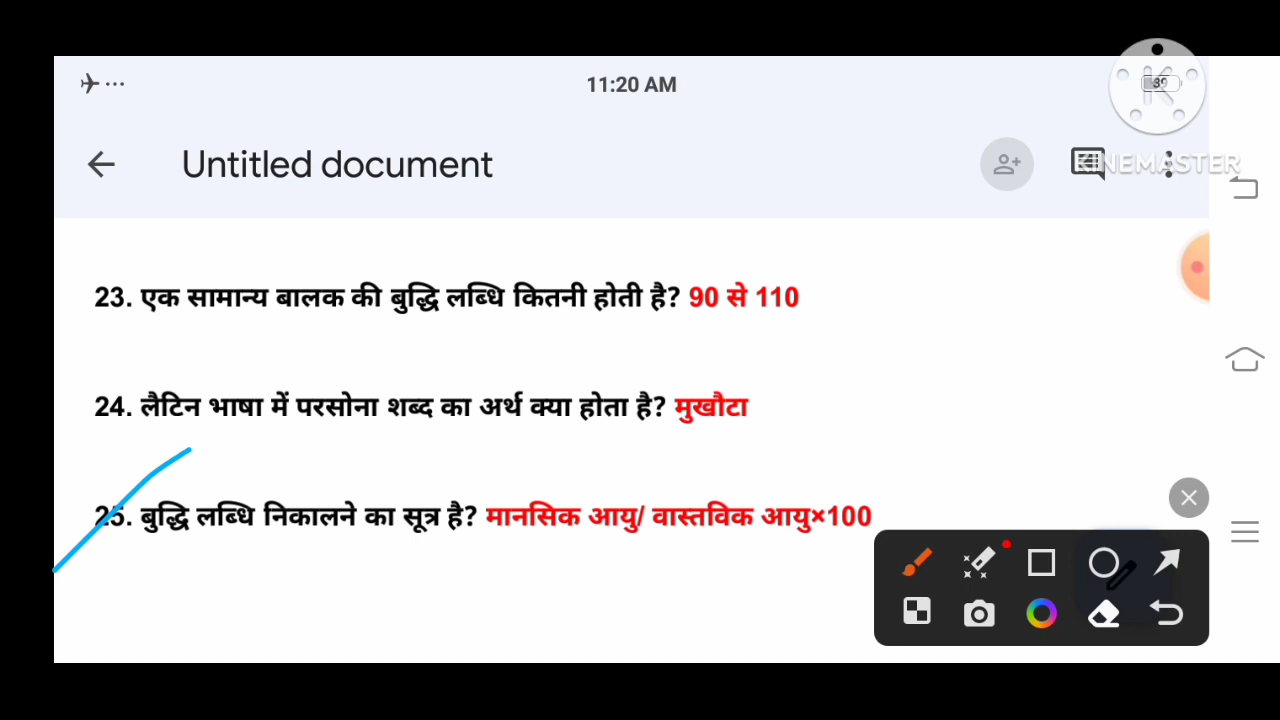 11:20 AM
39
Untitled document
KINEMASTER
23. एक सामान्य बालक की बुद्धि लब्धि कितनी होती है? 90 से 110
24. लैटिन भाषा में परसोना शब्द का अर्थ क्या होता है? मुखौटा
25. बुद्धि लब्धि निकालने का सूत्र है? मानसिक आयु/ वास्तविक आयु×100